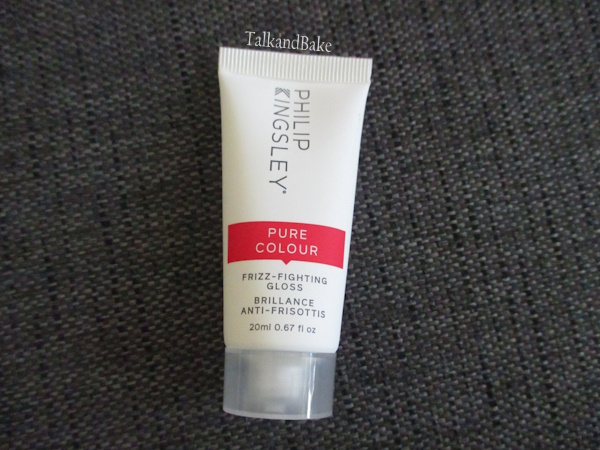 TalkandBake
PHILIP
KINGSLEY®
PURE
COLOUR
FRIZZ-FIGHTING
GLOSS
BRILLANCE
ANTI-FRISOTTIS
20ml 0.67 fl oz